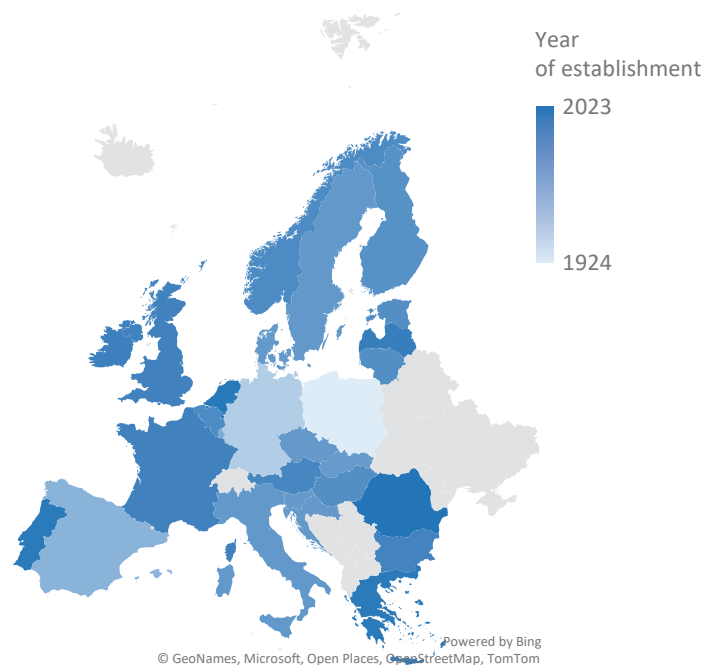 Year
of establishment
2023
1924
Powered by Bing
© GeoNames, Microsoft, Open Places, OpenStreetMap, TomTom